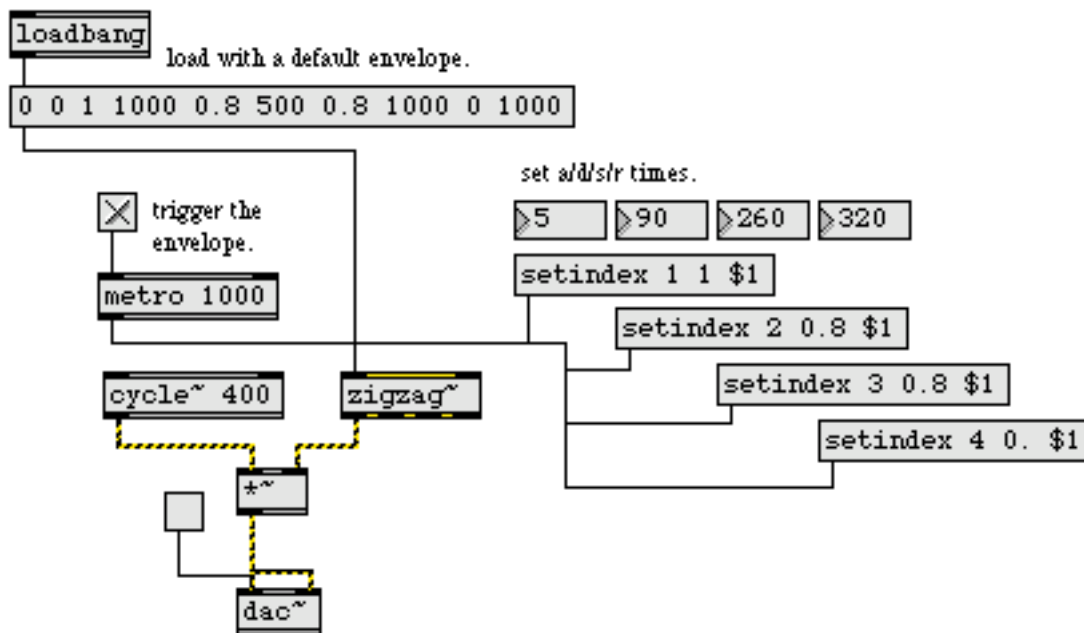 loadbang
load with a default envelope.
0 0 1 1000 0.8 500 0.8 1000 0 1000
set a/d/s/r times.
trigger the
envelope.
5
90
260
320
setindex 1 1 $1
metro 1000
setindex 2 0.8 $1
cycle~ 400
zigzag~
setindex 3 0.8 $1
setindex 4 0. $1
*~
dac~